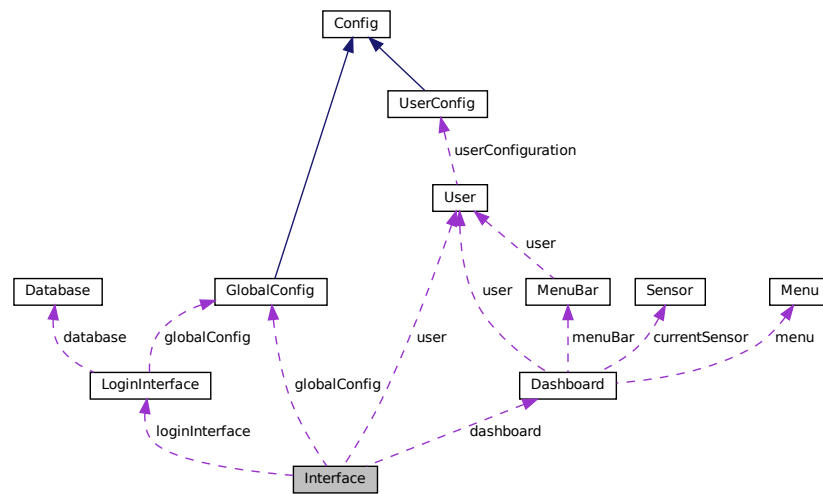 Config
UserConfig
userConfiguration
User
user
Database
GlobalConfig
user
MenuBar
Sensor
Menu
database
globalConfig
user
menuBar
currentSensor
menu
LoginInterface
globalConfig
Dashboard
loginInterface
dashboard
Interface